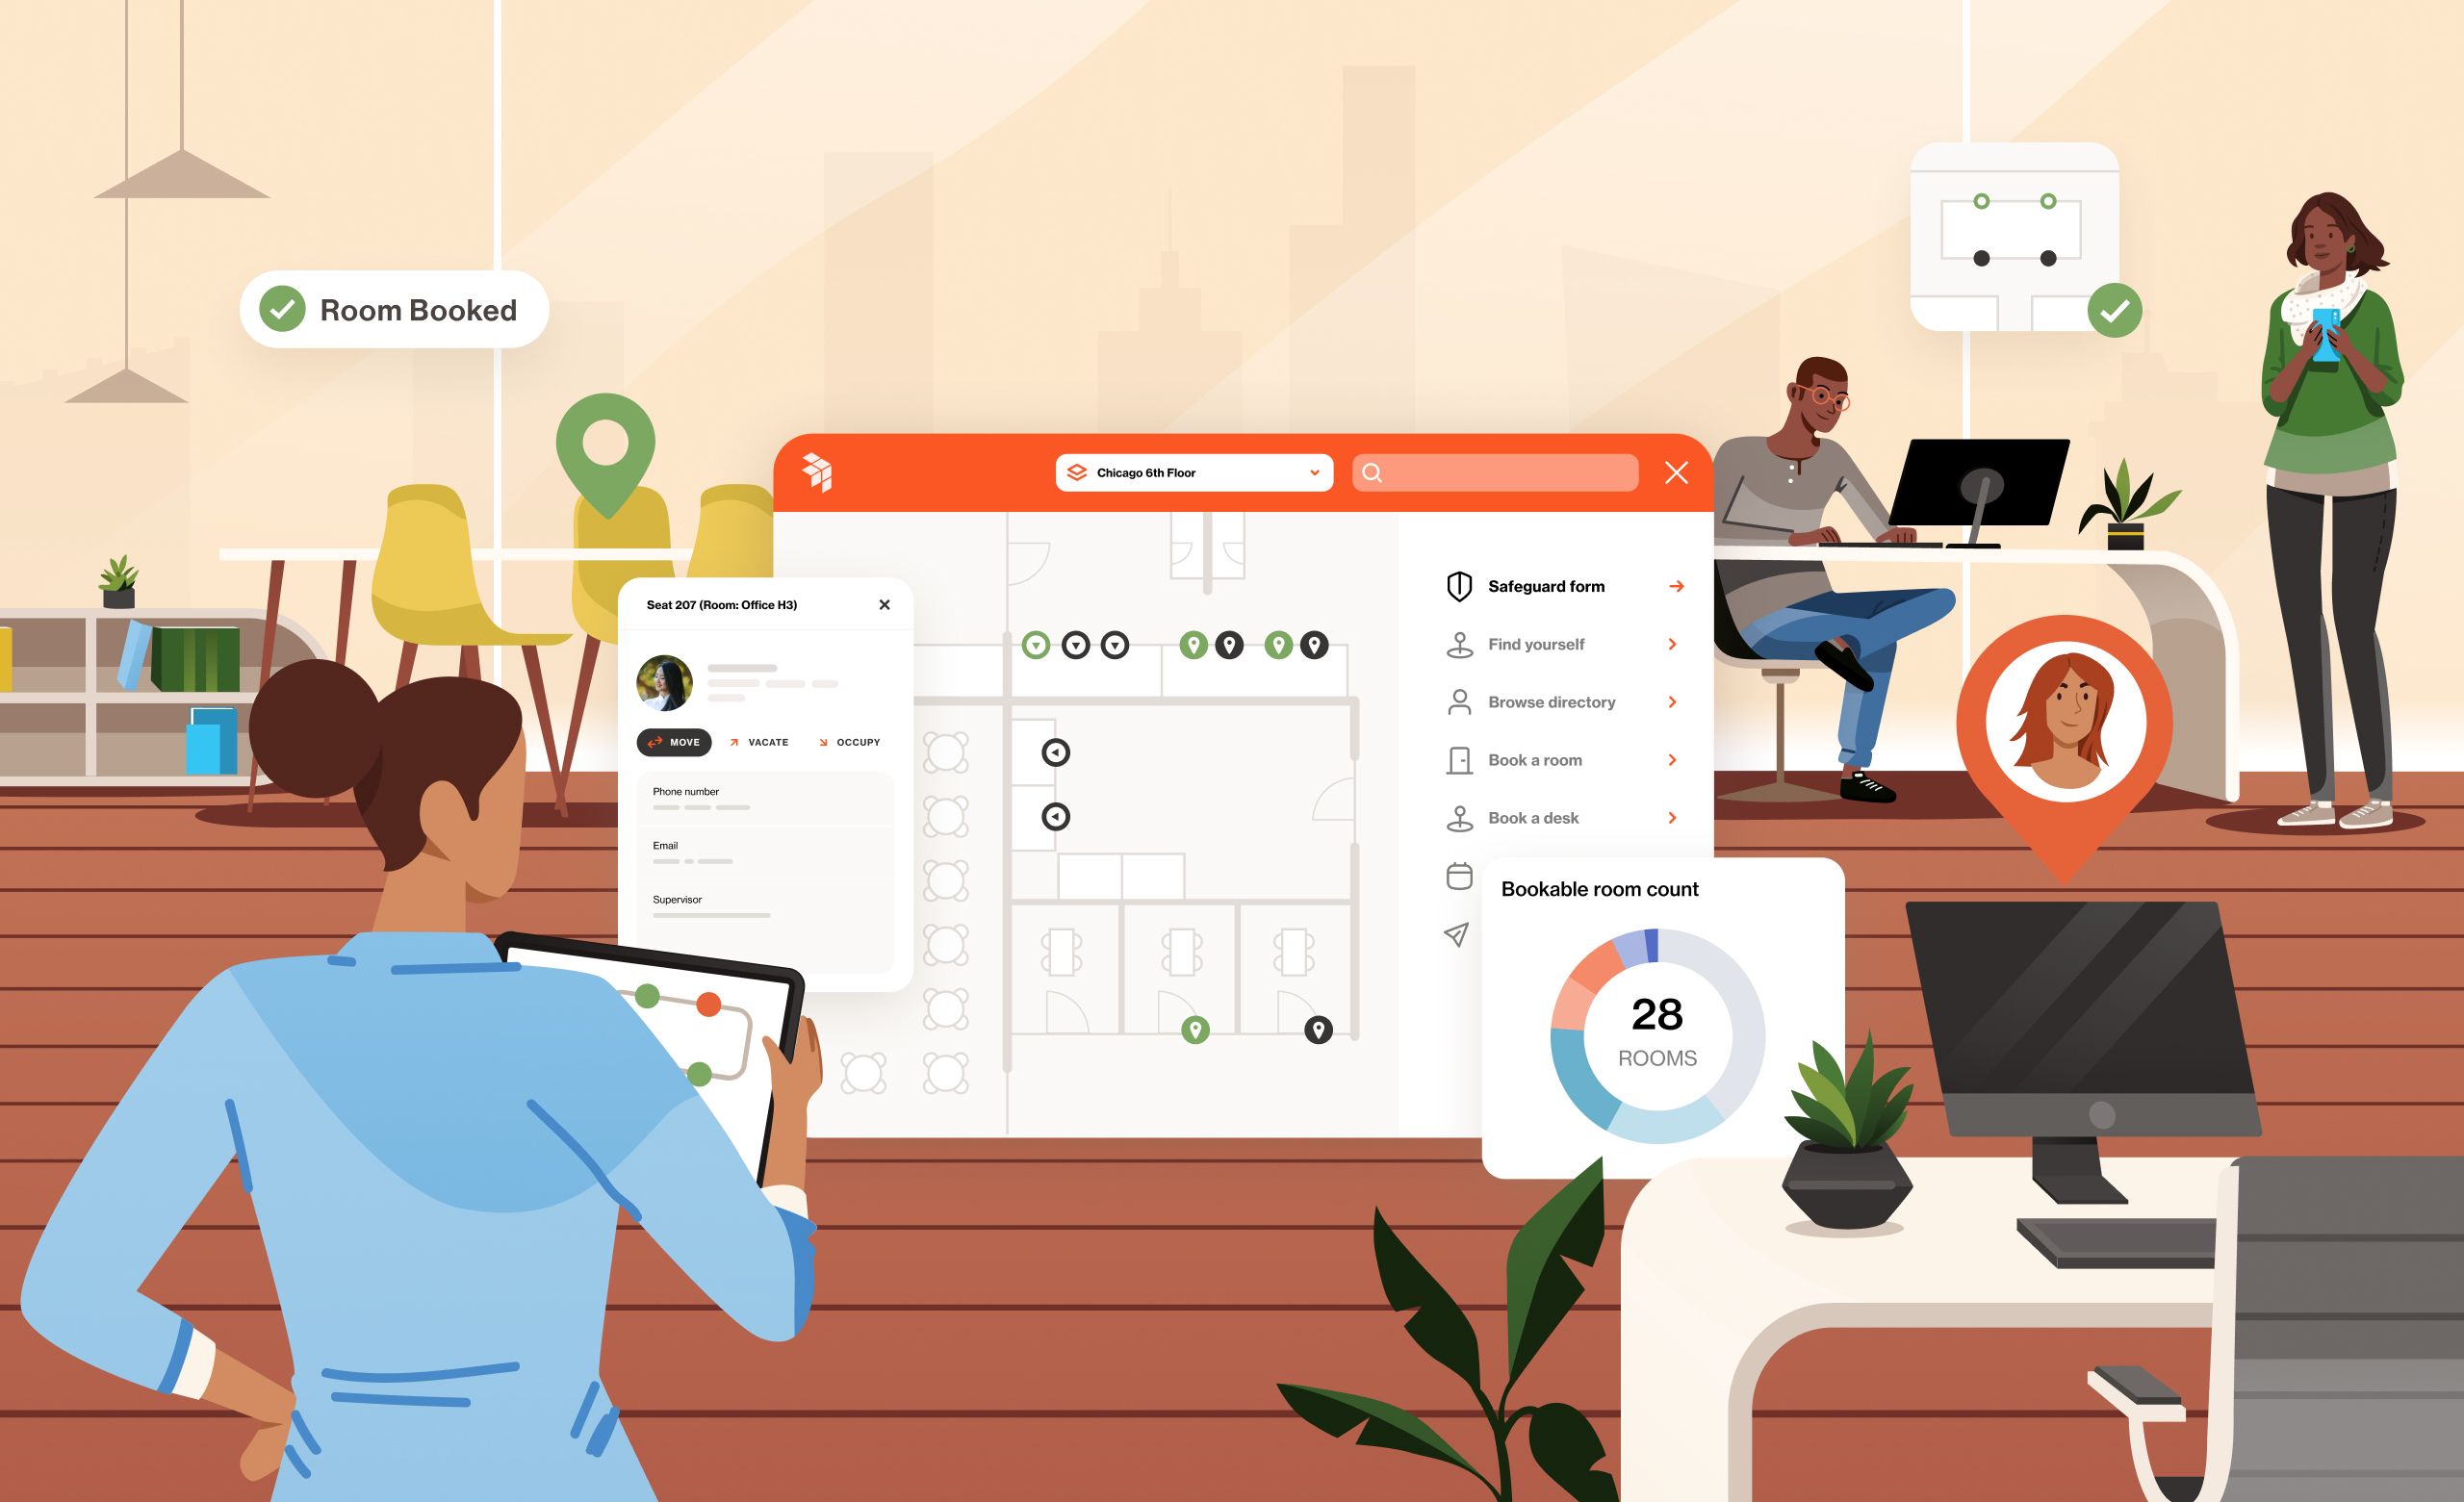 Room Booked
Chicago 6th Floor
Seat 207 (Room: Office H3)
MOVE
VACATE
OCCUPY
Phone number
Email
Supervisor
Safeguard form
Find yourself
Browse directory
Book a room
Book a desk
Bookable room count
28
ROOMS